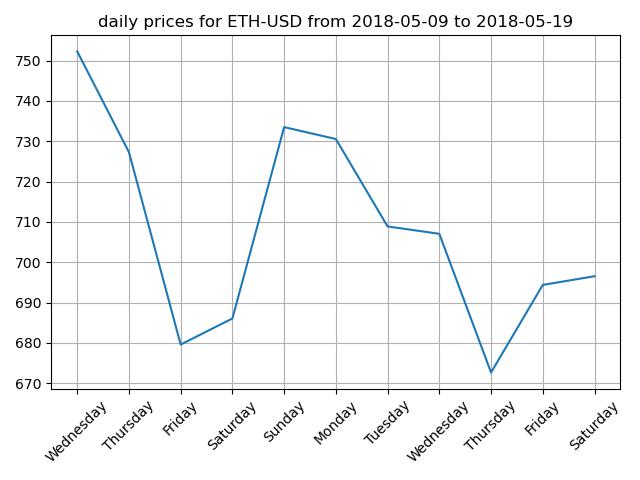 daily prices for ETH-USD from 2018-05-09 to 2018-05-19
750
740
730
720
710
700
690
680
670
Wednesday
Thursday
Friday
Saturday
Sunday
Monday
Tuesday
Wednesday
Thursday
Friday
Saturday